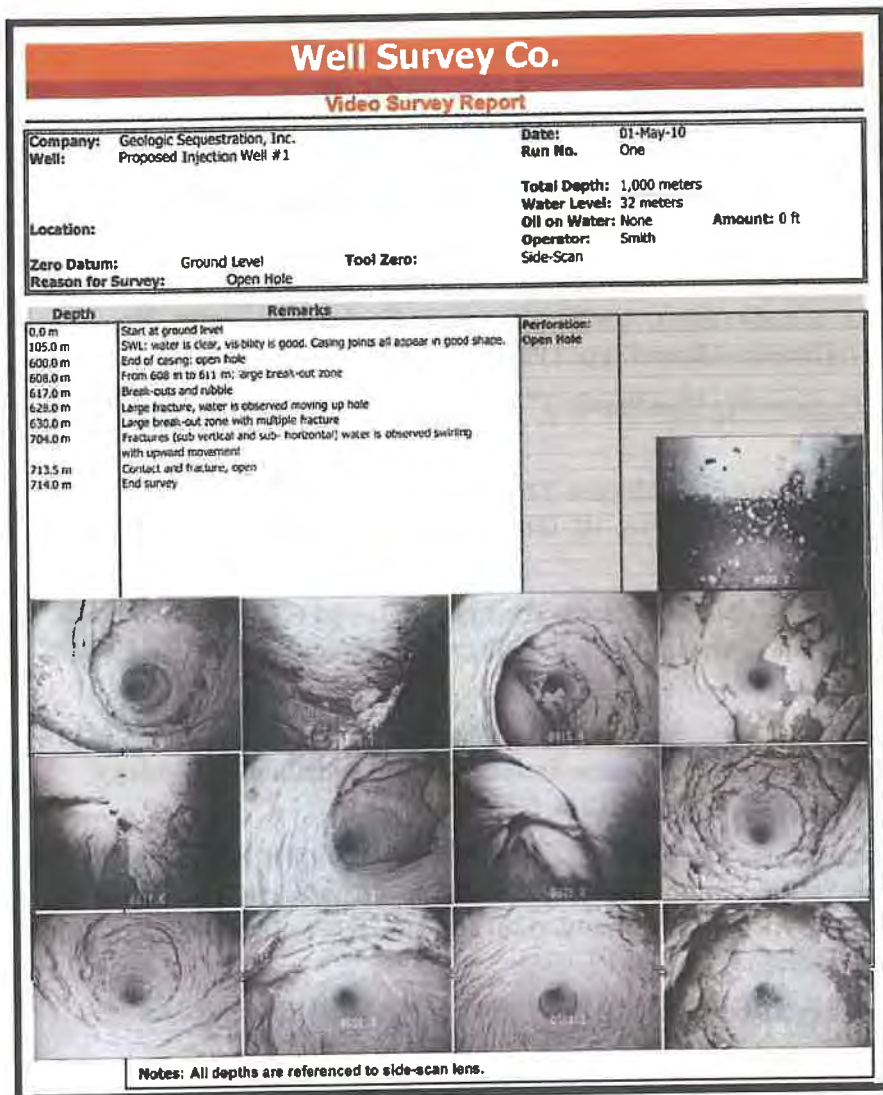 Well Survey Co.
Video Survey Report
Company: Geologic Sequestration, Inc.
Well: Proposed Injection Well #1
Date: 01-May-10
Run No. One
Total Depth: 1,000 meters
Water Level: 32 meters
Oil on Water: None Amount: 0 ft
Location:
Operator: Smith
Zero Datum: Ground Level Tool Zero: Side-Scan
Reason for Survey: Open Hole
Depth Remarks
0.0 m Start at ground level
105.0 m SWL: water is clear, visibility is good. Casing joints all appear in good shape.
600.0 m End of casing: open hole
608.0 m From 608 m to 611 m; arge break-out zone
617.0 m Break-outs and rubble
Large fracture, water is observed moving up hole
630.0 m Large break-out zone with multiple fracture
704.0 m Fractures (sub vertical and sub- horizontal) water is observed swirling
with upward movement
713.5 m Contact and fracture, open
714.0 m End survey
Perforation:
Open Hole
Notes: All depths are referenced to side-scan lens.